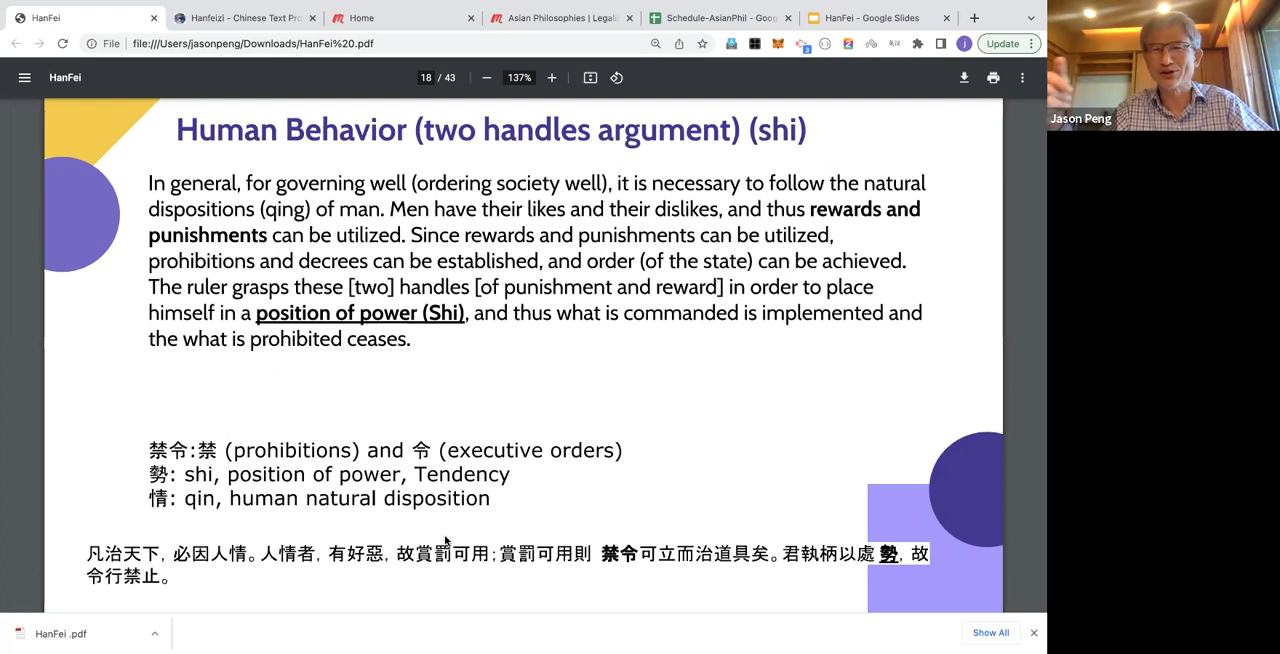 HanFei
Hanfeizi - Chinese Text Pro
Home
Asian Philosophies | Legali
Schedule-AsianPhil - Goog
HanFei - Google Slides
File
file:///Users/jasonpeng/Downloads/HanFei%20.pdf
Update
HanFei
18 / 43
137%
Jason Peng
Human Behavior (two handles argument) (shi)
In general, for governing well (ordering society well), it is necessary to follow the natural
dispositions (qing) of man. Men have their likes and their dislikes, and thus rewards and
punishments can be utilized. Since rewards and punishments can be utilized,
prohibitions and decrees can be established, and order (of the state) can be achieved.
The ruler grasps these [two] handles [of punishment and reward] in order to place
himself in a position of power (Shi), and thus what is commanded is implemented and
the what is prohibited ceases.
禁令:禁 (prohibitions) and 令 (executive orders)
勢: shi, position of power, Tendency
情: qin, human natural disposition
凡治天下，必因人情。人情者，有好惡，故賞罰可用；賞罰可用則 禁令可立而治道具矣。君執柄以處 勢，故
令行禁止。
HanFei .pdf
Show All